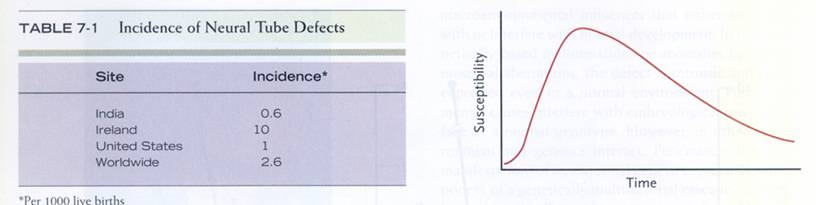 TABLE 7-1 Incidence of Neural Tube Defects
Site Incidence*
India 0.6
Ireland 10
United States 1
Worldwide 2.6
*Per 1000 live births
Susceptibility
Time